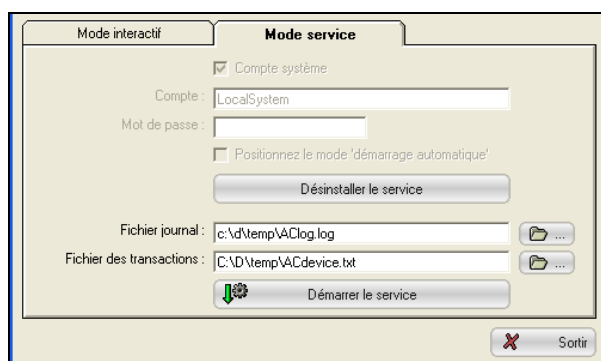 Mode interactif
Mode service
Compte système
Compte : LocalSystem
Mot de passe :
Positionnez le mode 'démarrage automatique'
Désinstaller le service
Fichier journal : c:\d\temp\AClog.log ...
Fichier des transactions : C:\D\temp\ACdevice.txt ...
Démarrer le service
Sortir